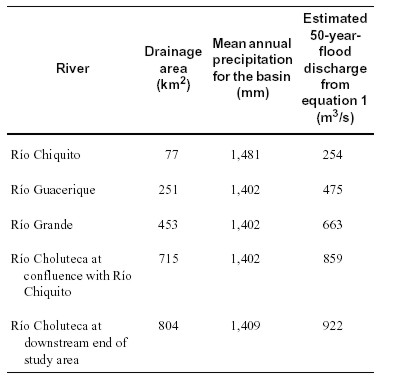 River
Drainage
area
(km2)
Mean annual
precipitation
for the basin
(mm)
Estimated
50-year-
flood
discharge
from
equation 1
(m3/s)
Río Chiquito 77 1,481 254
Río Guacerique 251 1,402 475
Río Grande 453 1,402 663
Río Choluteca at 715 1,402 859
confluence with Río
Chiquito
Río Choluteca at 804 1,409 922
downstream end of
study area